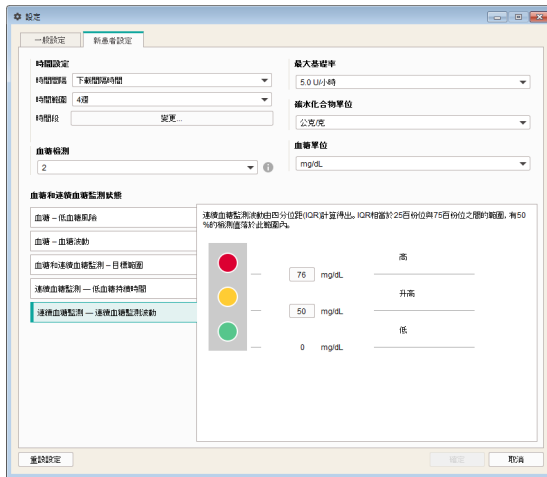 設定
一般設定
新患者設定
時間設定
時間間隔
下載間隔時間
時間範圍
4週
時間段
變更...
血糖檢測
2
最大基礎率
5.0 U/小時
碳水化合物單位
公克/克
血糖單位
mg/dL
血糖和連續血糖監測狀態
血糖 – 低血糖風險
血糖 – 血糖波動
血糖和連續血糖監測 – 目標範圍
連續血糖監測 — 低血糖持續時間
連續血糖監測 — 連續血糖監測波動
連續血糖監測波動由四分位距(IQR)計算得出。IQR相當於25百份位與75百份位之間的範圍, 有50
%的檢測值落於此範圍內。
高
76 mg/dL
升高
50 mg/dL
低
0 mg/dL
重設設定
確定
取消